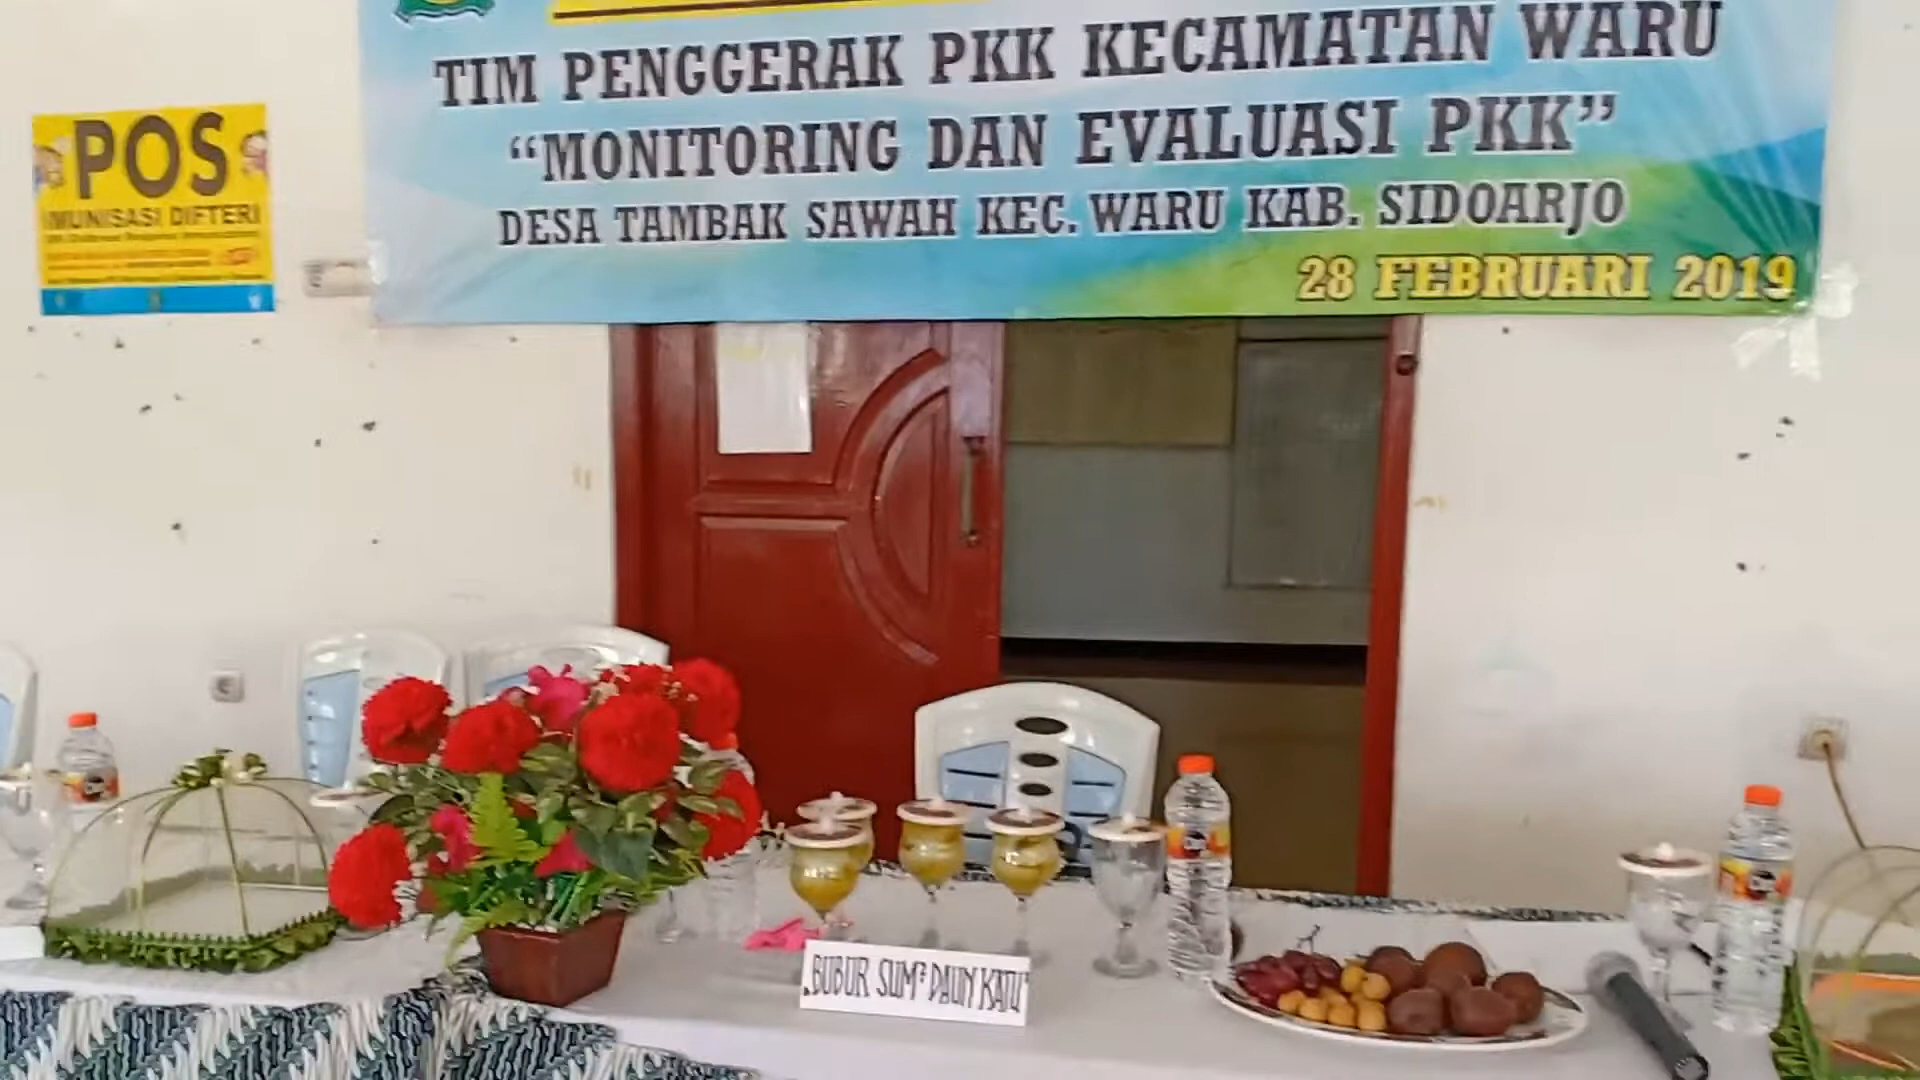 TIM PENGGERAK PKK KECAMATAN WARU
“MONITORING DAN EVALUASI PKK”
DESA TAMBAK SAWAH KEC. WARU KAB. SIDOARJO
28 FEBRUARI 2019
POS
IMUNISASI DIFTERI
„BUBUR SUM² DAUN KATU"